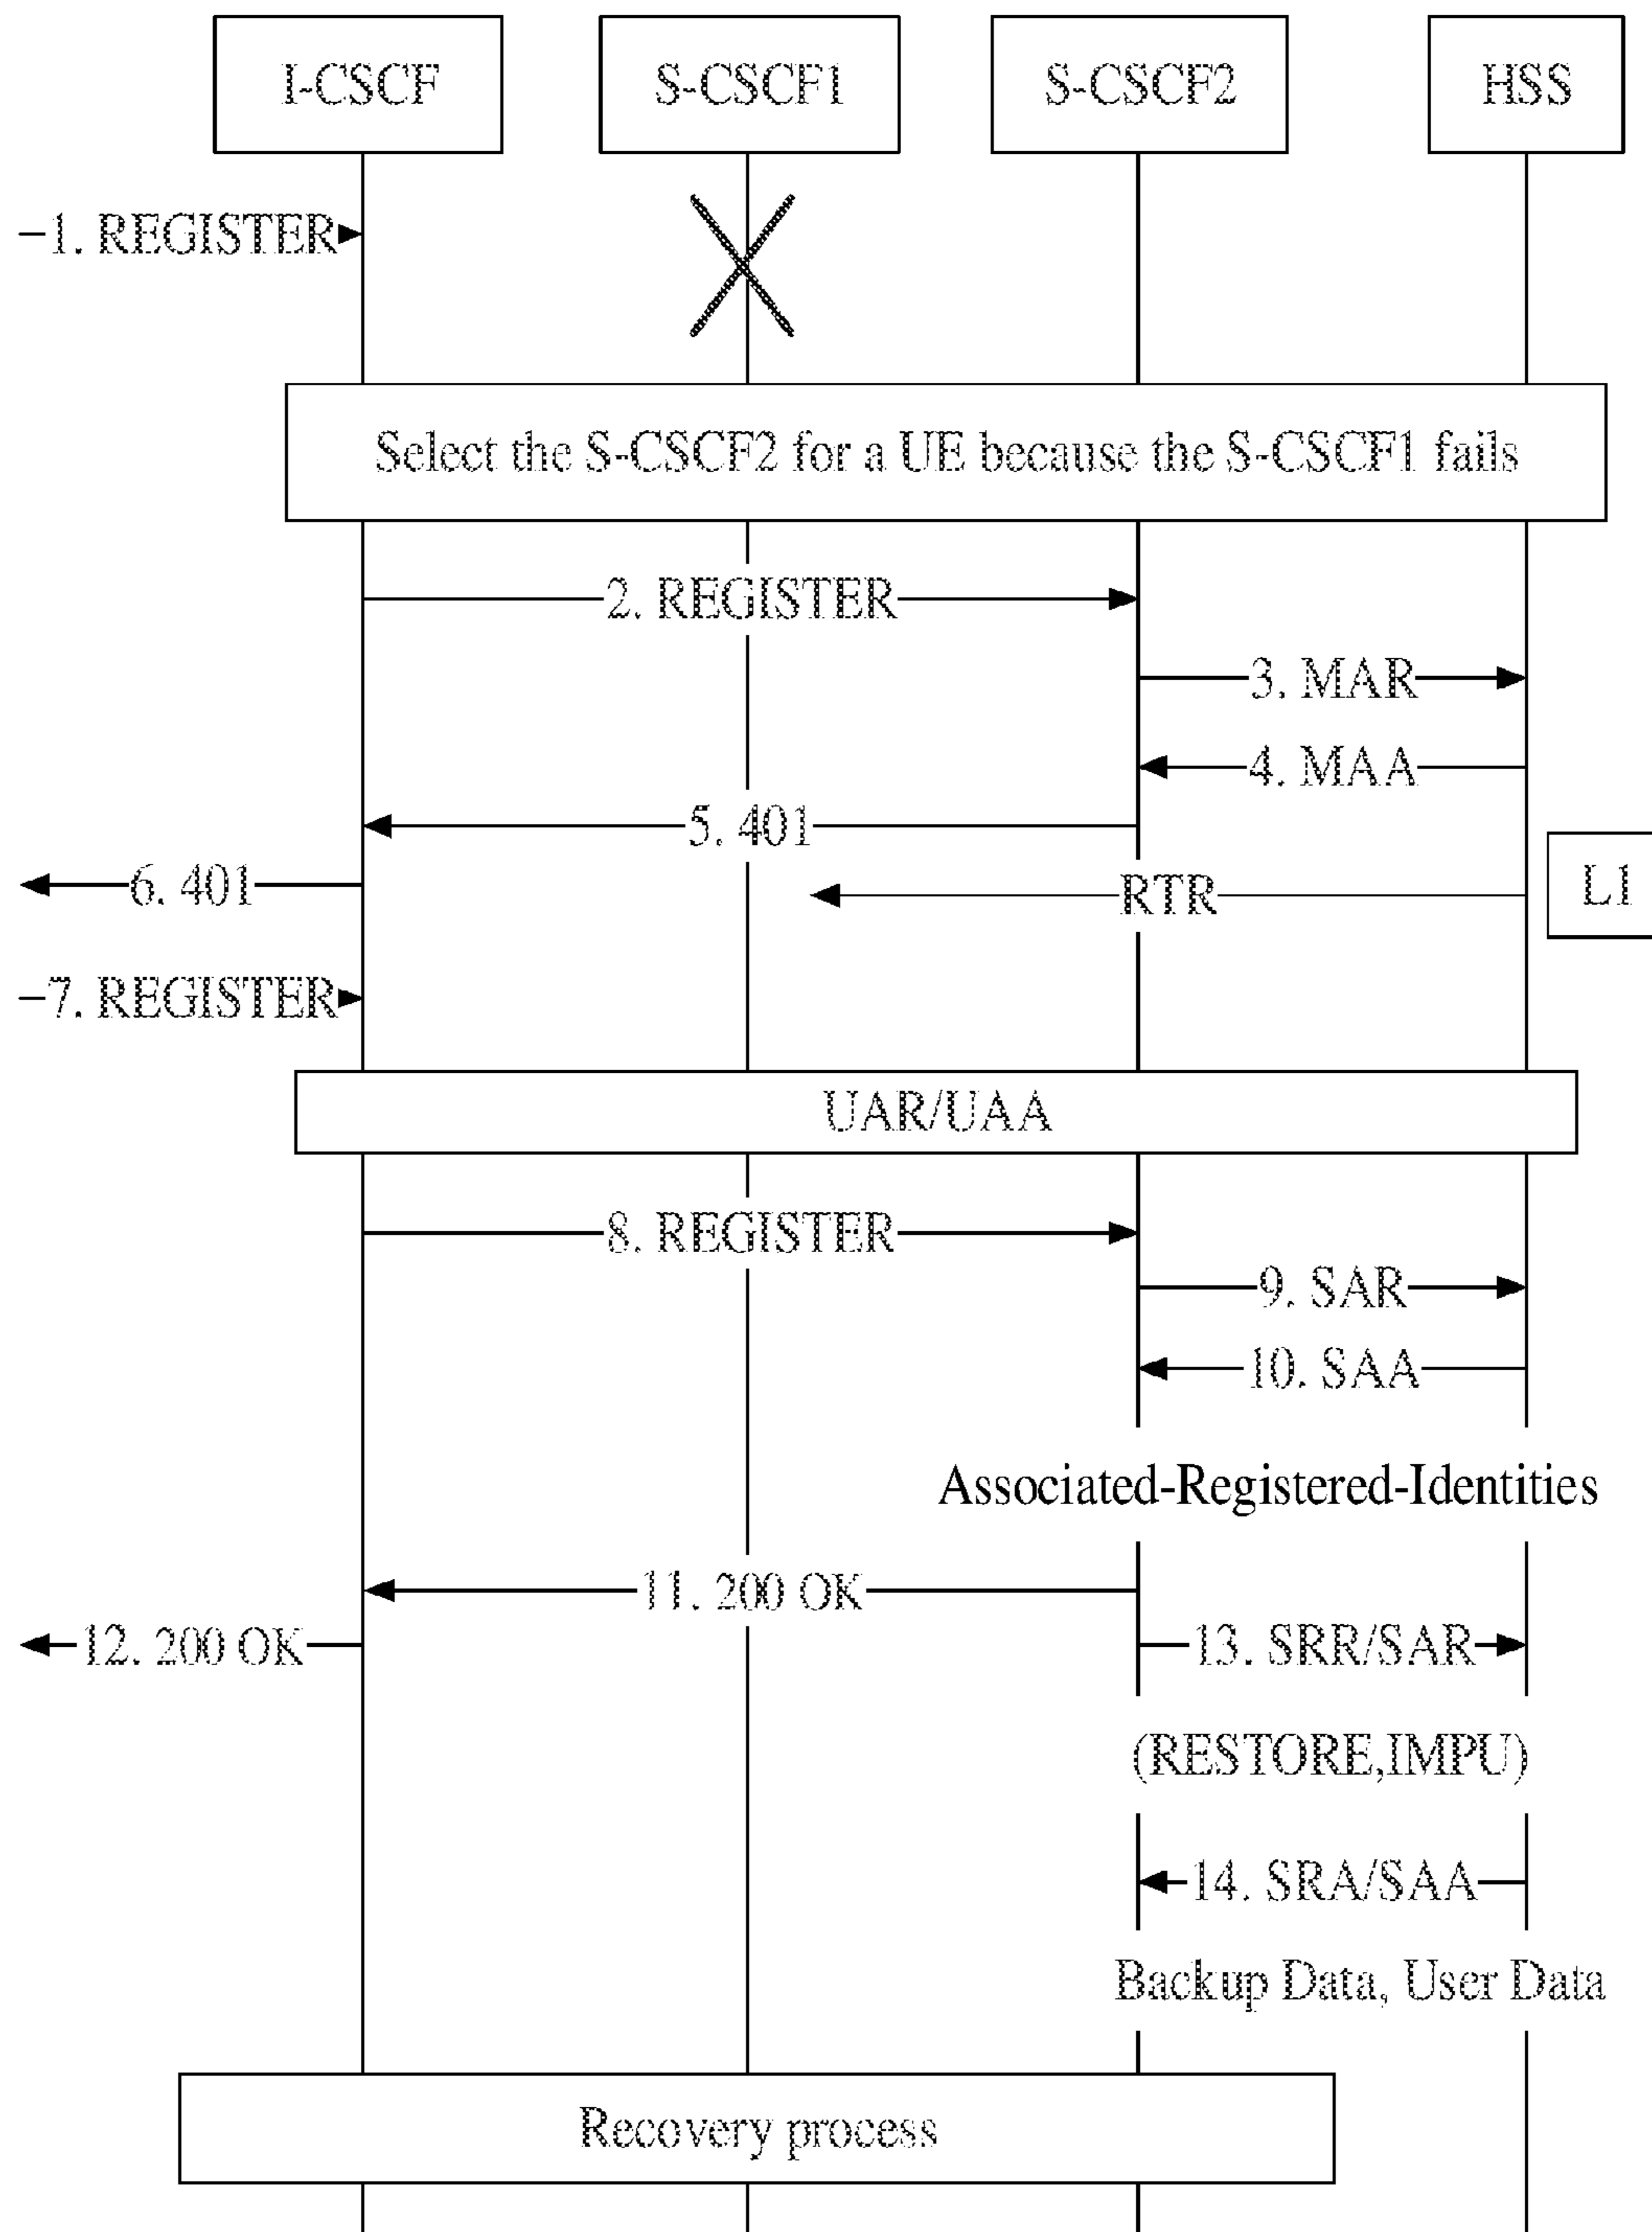 I-CSCF
S-CSCF1
S-CSCF2
HSS
1. REGISTER
Select the S-CSCF2 for a UE because the S-CSCF1 fails
2. REGISTER
3. MAR
4. MAA
5. 401
6. 401
RTR
L1
7. REGISTER
UAR/UAA
8. REGISTER
9. SAR
10. SAA
Associated-Registered-Identities
11. 200 OK
12. 200 OK
13. SRR/SAR
(RESTORE,IMPU)
14. SRA/SAA
Backup Data, User Data
Recovery process